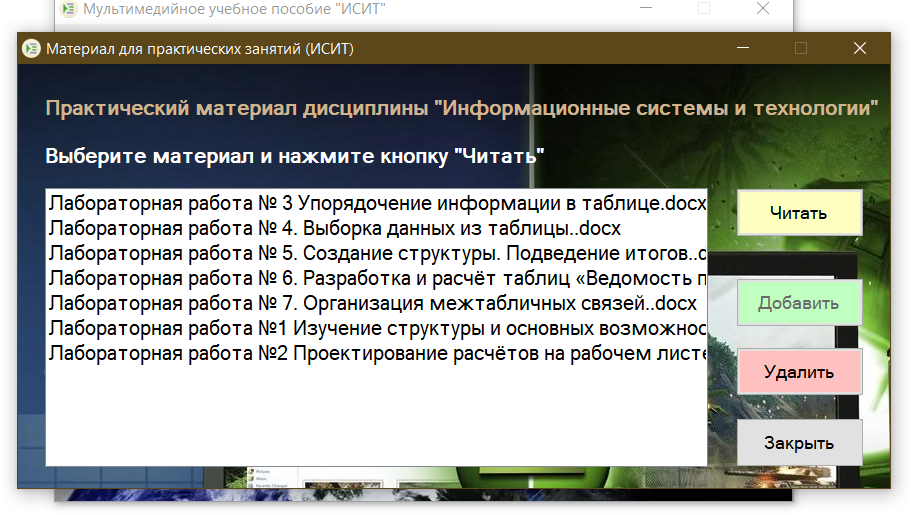 Мультимедийное учебное пособие "ИСИТ"
Материал для практических занятий (ИСИТ)
Практический материал дисциплины "Информационные системы и технологии"
Выберите материал и нажмите кнопку "Читать"
Лабораторная работа № 3 Упорядочение информации в таблице.docx
Лабораторная работа № 4. Выборка данных из таблицы..docx
Лабораторная работа № 5. Создание структуры. Подведение итогов..d
Лабораторная работа № 6. Разработка и расчёт таблиц «Ведомость п
Лабораторная работа № 7. Организация межтабличных связей..docx
Лабораторная работа №1 Изучение структуры и основных возможнос
Лабораторная работа №2 Проектирование расчётов на рабочем листе
Читать
Добавить
Удалить
Закрыть
Pictures
Music
Recently Changed